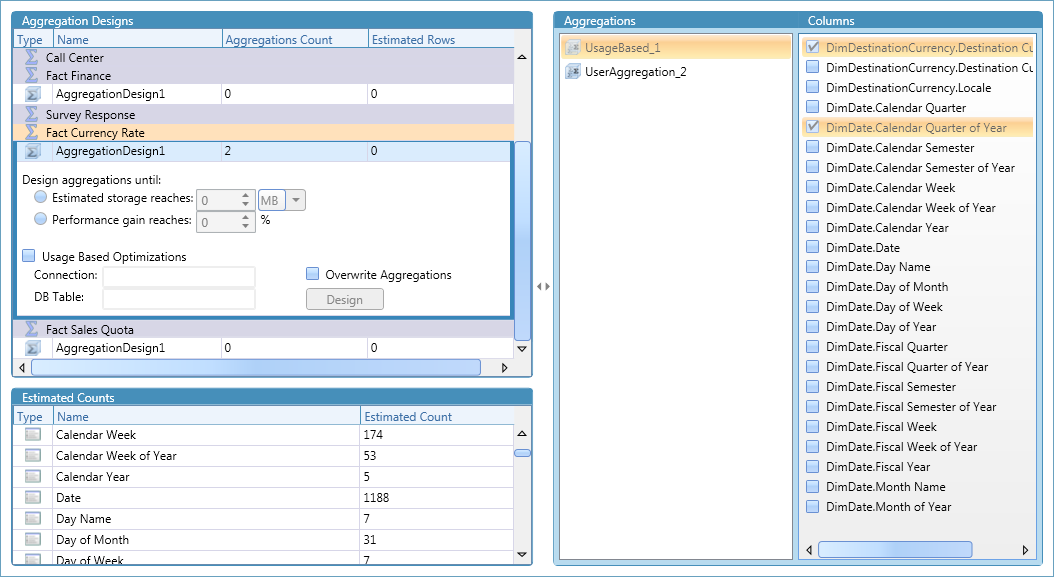 Aggregation Designs
Type Name Aggregations Count Estimated Rows
Call Center
Fact Finance
AggregationDesign1 0 0
Survey Response
Fact Currency Rate
AggregationDesign1 2 0
Design aggregations until:
Estimated storage reaches: 0 MB
Performance gain reaches: 0 %
Usage Based Optimizations
Connection: Overwrite Aggregations
DB Table: Design
Fact Sales Quota
AggregationDesign1 0 0
Estimated Counts
Type Name Estimated Count
Calendar Week 174
Calendar Week of Year 53
Calendar Year 5
Date 1188
Day Name 7
Day of Month 31
Day of Week 7
Aggregations
UsageBased_1
UserAggregation_2
Columns
DimDestinationCurrency.Destination Cu
DimDestinationCurrency.Destination Cu
DimDestinationCurrency.Locale
DimDate.Calendar Quarter
DimDate.Calendar Quarter of Year
DimDate.Calendar Semester
DimDate.Calendar Semester of Year
DimDate.Calendar Week
DimDate.Calendar Week of Year
DimDate.Calendar Year
DimDate.Date
DimDate.Day Name
DimDate.Day of Month
DimDate.Day of Week
DimDate.Day of Year
DimDate.Fiscal Quarter
DimDate.Fiscal Quarter of Year
DimDate.Fiscal Semester
DimDate.Fiscal Semester of Year
DimDate.Fiscal Week
DimDate.Fiscal Week of Year
DimDate.Fiscal Year
DimDate.Month Name
DimDate.Month of Year